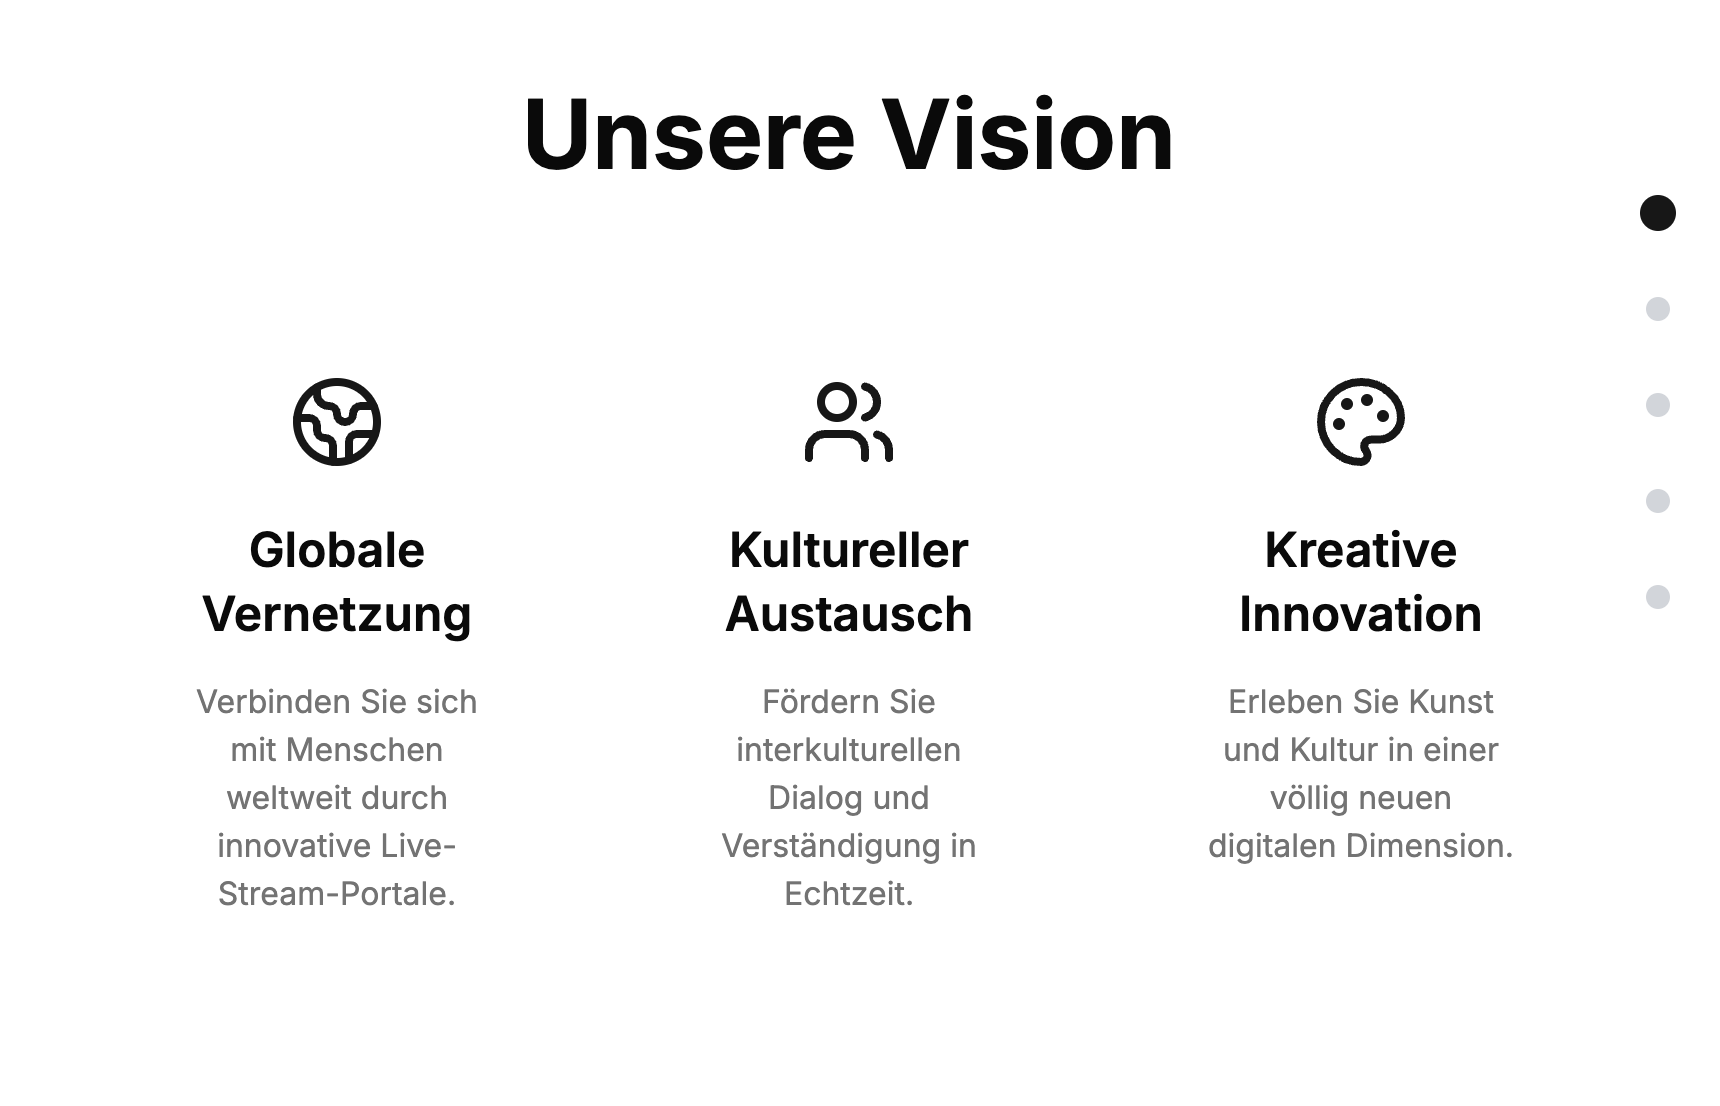 Unsere Vision
Globale
Vernetzung
Verbinden Sie sich
mit Menschen
weltweit durch
innovative Live-
Stream-Portale.
Kultureller
Austausch
Fördern Sie
interkulturellen
Dialog und
Verständigung in
Echtzeit.
Kreative
Innovation
Erleben Sie Kunst
und Kultur in einer
völlig neuen
digitalen Dimension.